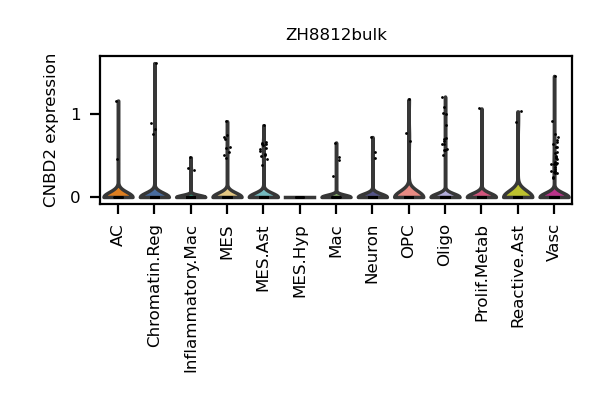 ZH8812bulk
CNBD2 expression
1
0
AC
Chromatin.Reg
Inflammatory.Mac
MES
MES.Ast
MES.Hyp
Mac
Neuron
OPC
Oligo
Prolif.Metab
Reactive.Ast
Vasc